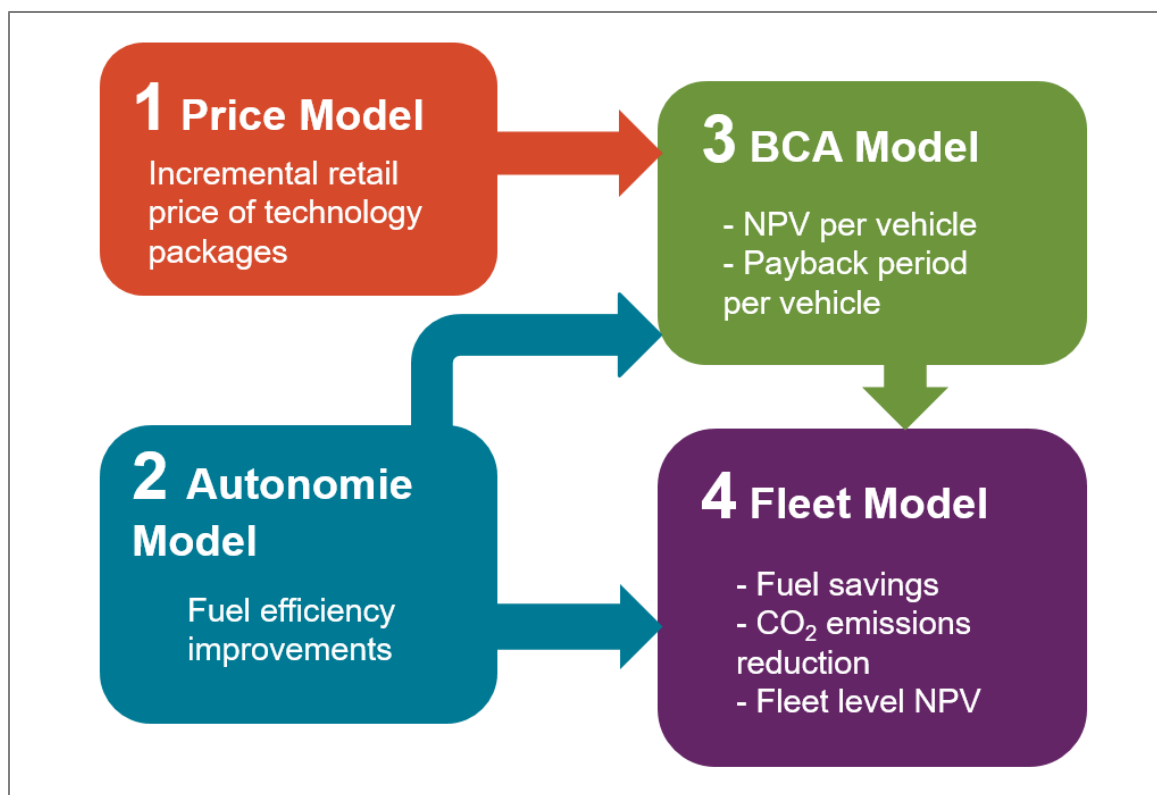 1 Price Model
Incremental retail
price of technology
packages
2 Autonomie
Model
Fuel efficiency
improvements
3 BCA Model
- NPV per vehicle
- Payback period
per vehicle
4 Fleet Model
- Fuel savings
- CO₂ emissions
reduction
- Fleet level NPV